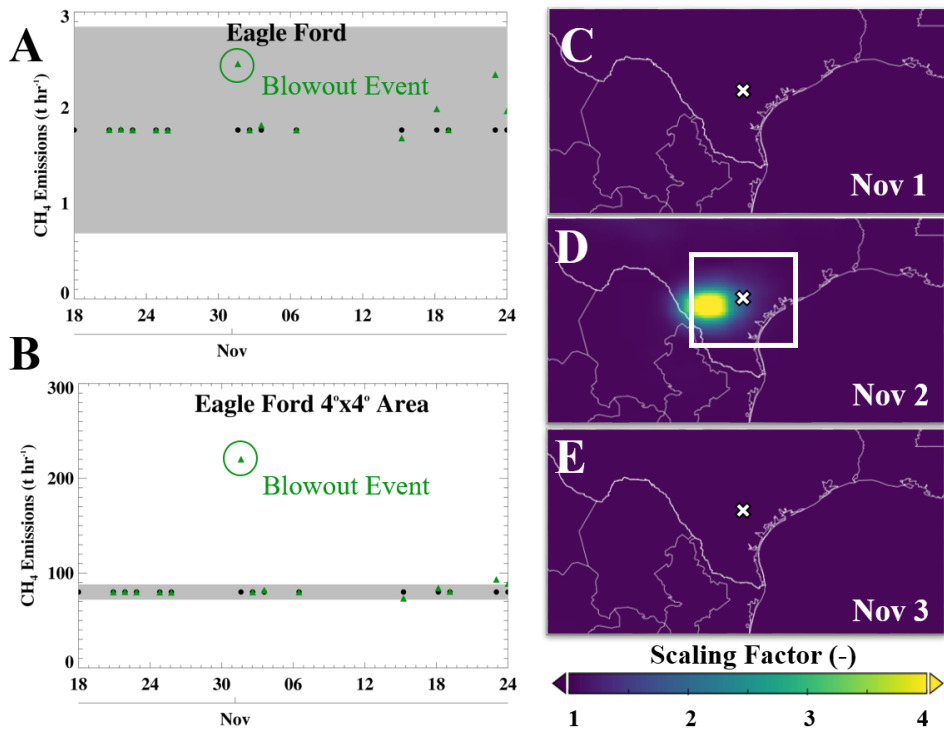 A
Eagle Ford
Blowout Event
CH₄ Emissions (t hr⁻¹)
3
2
1
0
18 24 30 06 12 18 24
Nov
B
Eagle Ford 4°x4° Area
Blowout Event
CH₄ Emissions (t hr⁻¹)
300
200
100
0
18 24 30 06 12 18 24
Nov
C
Nov 1
D
Nov 2
E
Nov 3
Scaling Factor (-)
1 2 3 4